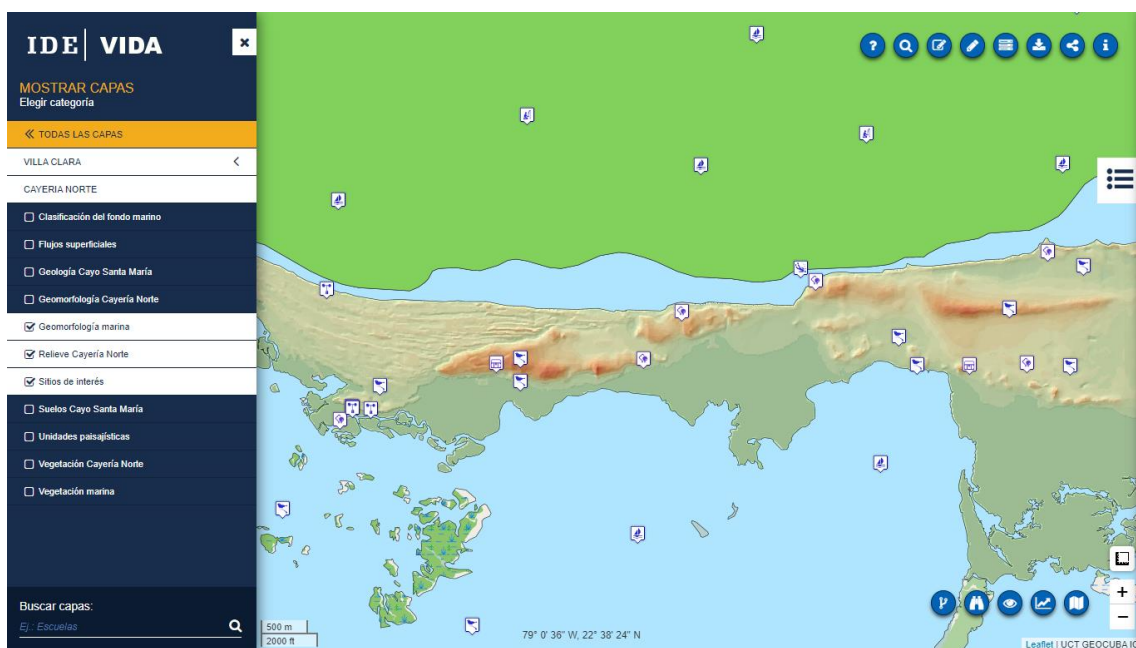 IDE VIDA
MOSTRAR CAPAS
Elegir categoría
TODAS LAS CAPAS
VILLA CLARA
CAYERIA NORTE
Clasificación del fondo marino
Flujos superficiales
Geología Cayo Santa María
Geomorfología Cayería Norte
Geomorfología marina
Relieve Cayería Norte
Sitios de interés
Suelos Cayo Santa María
Unidades paisajísticas
Vegetación Cayería Norte
Vegetación marina
Buscar capas:
Ej.: Escuelas
500 m
2000 ft
79° 0' 36" W, 22° 38' 24" N
+
−
Leaflet | UCT GEOCUBA IC